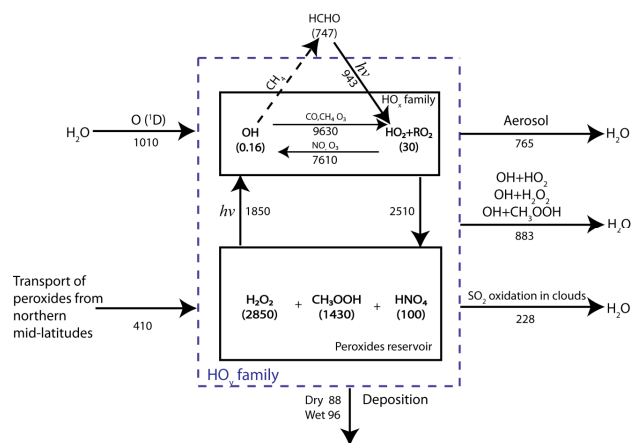 HCHO
(747)
CH₄
hv
943
HOₓ family
O (¹D)
H₂O
1010
CO,CH₄ O₃
OH
9630
HO₂+RO₂
(0.16)
NO, O₃
(30)
7610
Aerosol
765
H₂O
OH+HO₂
OH+H₂O₂
OH+CH₃OOH
883
H₂O
hv
1850
2510
Transport of
peroxides from
northern
mid-latitudes
410
H₂O₂ + CH₃OOH + HNO₄
(2850) (1430) (100)
Peroxides reservoir
SO₂ oxidation in clouds
228
H₂O
HOᵧ family
Dry 88
Wet 96
Deposition